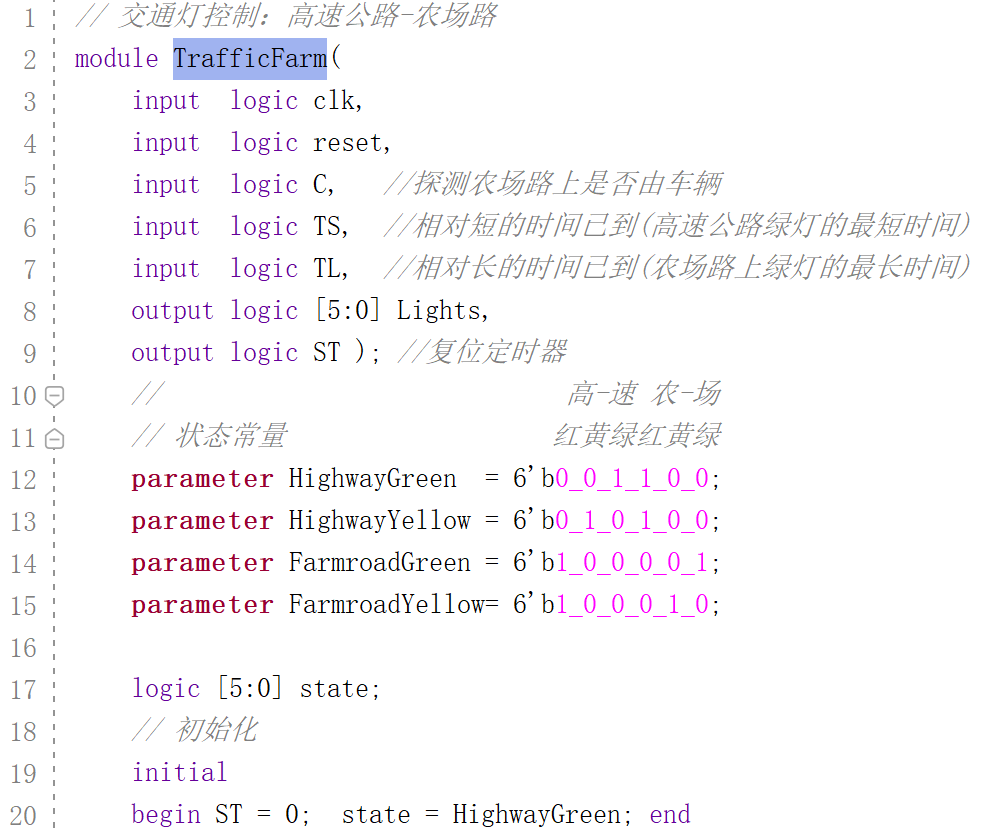 1 // 交通灯控制：高速公路-农场路
2 module TrafficFarm(
3 input logic clk,
4 input logic reset,
5 input logic C, //探测农场路上是否由车辆
6 input logic TS, //相对短的时间已到(高速公路绿灯的最短时间)
7 input logic TL, //相对长的时间已到(农场路上绿灯的最长时间)
8 output logic [5:0] Lights,
9 output logic ST ); //复位定时器
10 // 高-速 农-场
11 // 状态常量 红黄绿红黄绿
12 parameter HighwayGreen = 6'b0_0_1_1_0_0;
13 parameter HighwayYellow = 6'b0_1_0_1_0_0;
14 parameter FarmroadGreen = 6'b1_0_0_0_0_1;
15 parameter FarmroadYellow= 6'b1_0_0_0_1_0;
16
17 logic [5:0] state;
18 // 初始化
19 initial
20 begin ST = 0; state = HighwayGreen; end